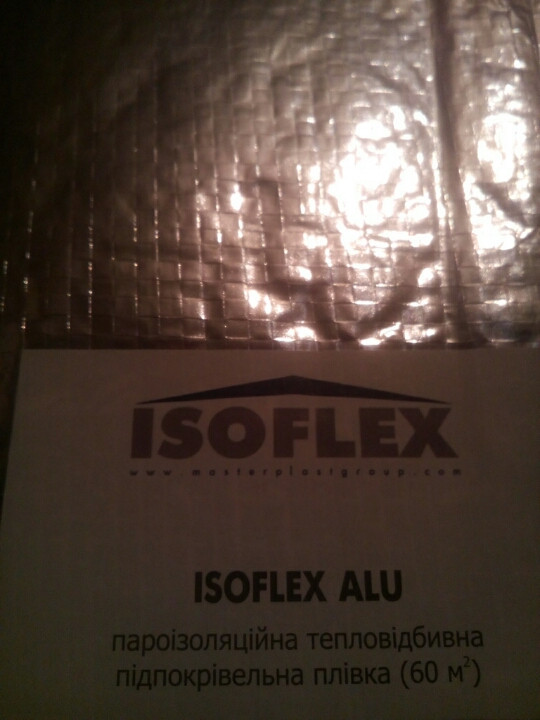 ISOFLEX
www.masterplastgroup.com
ISOFLEX ALU
пароізоляційна тепловідбивна
підпокрівельна плівка (60 м²)